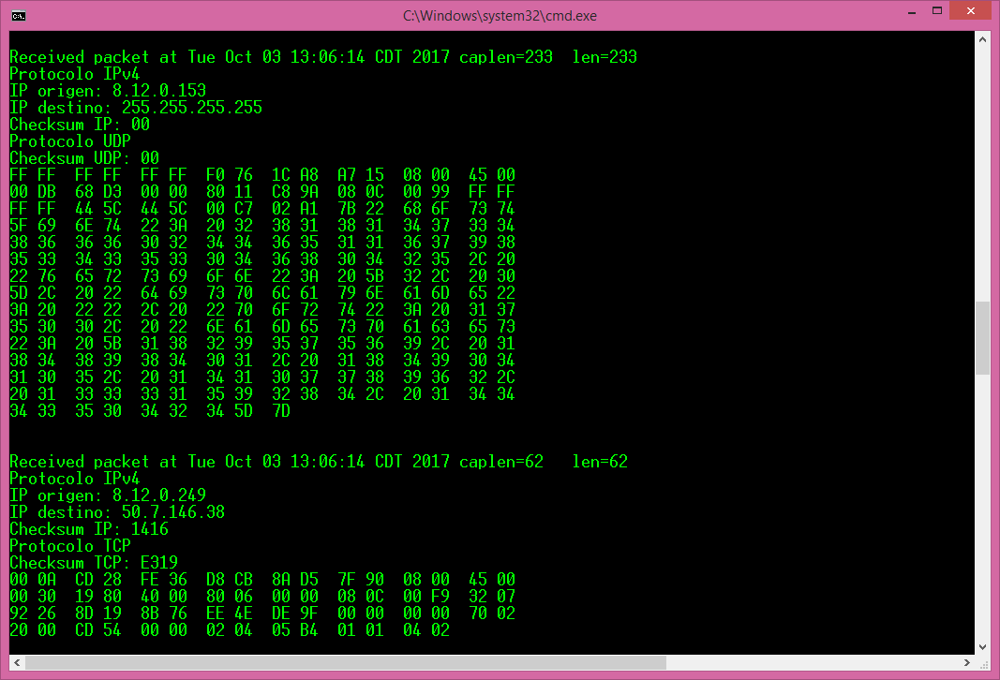 C:\Windows\system32\cmd.exe
Received packet at Tue Oct 03 13:06:14 CDT 2017 caplen=233  len=233
Protocolo IPv4
IP origen: 8.12.0.153
IP destino: 255.255.255.255
Checksum IP: 00
Protocolo UDP
Checksum UDP: 00
FF FF  FF FF  FF FF  F0 76  1C A8  A7 15  08 00  45 00
00 DB  68 D3  00 00  80 11  C8 9A  08 0C  00 99  FF FF
FF FF  44 5C  44 5C  00 C7  02 A1  7B 22  68 6F  73 74
5F 69  6E 74  22 3A  20 32  38 31  38 31  34 37  33 34
38 36  36 36  30 32  34 34  36 35  31 31  36 37  39 38
35 33  34 33  35 33  30 34  36 38  30 34  32 35  2C 20
22 76  65 72  73 69  6F 6E  22 3A  20 5B  32 2C  20 30
5D 2C  20 22  64 69  73 70  6C 61  79 6E  61 6D  65 22
3A 20  22 22  2C 20  22 70  6F 72  74 22  3A 20  31 37
35 30  30 2C  20 22  6E 61  6D 65  73 70  61 63  65 73
22 3A  20 5B  31 38  32 39  35 37  35 36  39 2C  20 31
38 34  38 39  38 34  30 31  2C 20  31 38  34 39  30 34
31 30  35 2C  20 31  34 31  30 37  37 38  39 36  32 2C
20 31  33 33  33 31  35 39  32 38  34 2C  20 31  34 34
34 33  35 30  34 32  34 5D  7D
Received packet at Tue Oct 03 13:06:14 CDT 2017 caplen=62   len=62
Protocolo IPv4
IP origen: 8.12.0.249
IP destino: 50.7.146.38
Checksum IP: 1416
Protocolo TCP
Checksum TCP: E319
00 0A  CD 28  FE 36  D8 CB  8A D5  7F 90  08 00  45 00
00 30  19 80  40 00  80 06  00 00  08 0C  00 F9  32 07
92 26  8D 19  8B 76  EE 4E  DE 9F  00 00  00 00  70 02
20 00  CD 54  00 00  02 04  05 B4  01 01  04 02